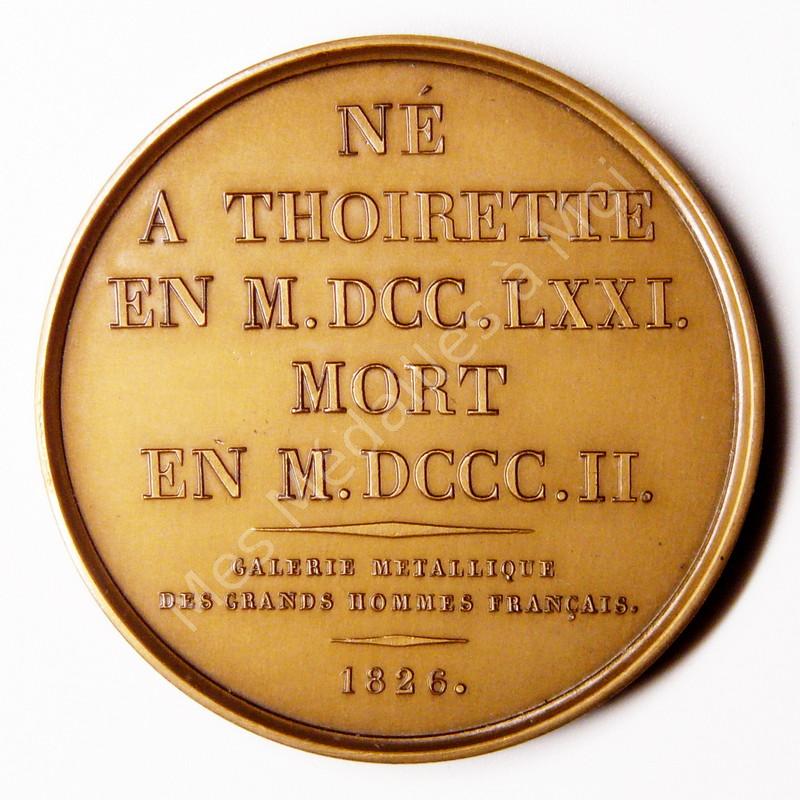 NÉ
A THOIRETTE
EN M.DCC.LXXI.
MORT
EN M.DCCC.II.
GALERIE METALLIQUE
DES GRANDS HOMMES FRANÇAIS.
1826.
Mes Médailles à Moi